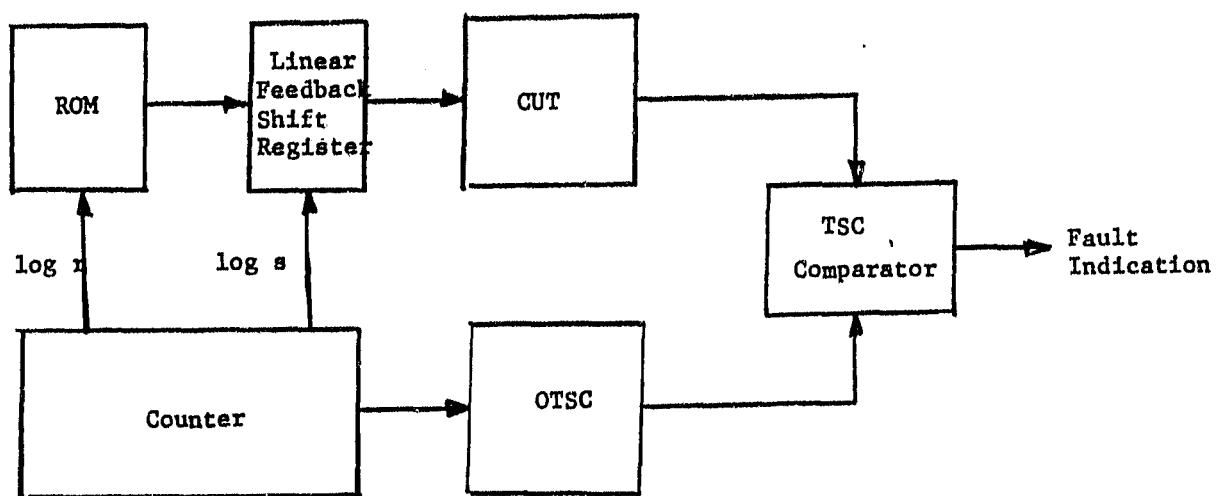 ROM
Linear
Feedback
Shift
Register
CUT
TSC
Comparator
Fault
Indication
log r
log s
Counter
OTSC